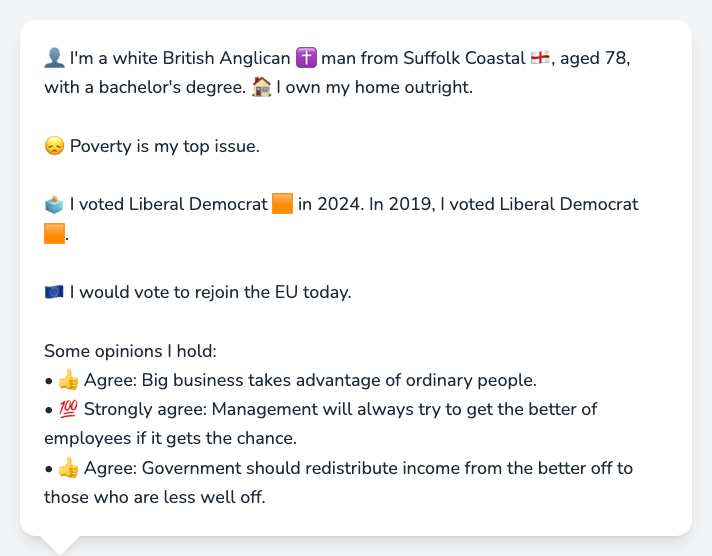 👤 I'm a white British Anglican ✝️ man from Suffolk Coastal 🏴󠁧󠁢󠁥󠁮󠁧󠁿, aged 78,
with a bachelor's degree. 🏠 I own my home outright.
😞 Poverty is my top issue.
🗳️ I voted Liberal Democrat 🟧 in 2024. In 2019, I voted Liberal Democrat
🟧.
🇪🇺 I would vote to rejoin the EU today.
Some opinions I hold:
• 👍 Agree: Big business takes advantage of ordinary people.
• 💯 Strongly agree: Management will always try to get the better of
employees if it gets the chance.
• 👍 Agree: Government should redistribute income from the better off to
those who are less well off.